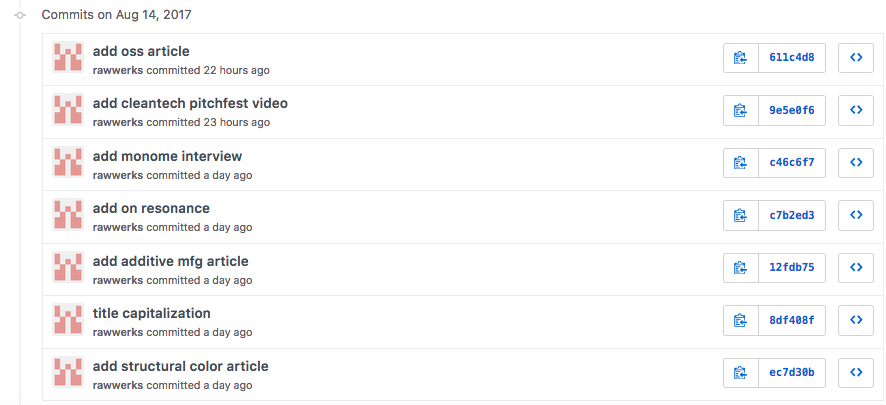 Commits on Aug 14, 2017
add oss article
rawwerks committed 22 hours ago
611c4d8
add cleantech pitchfest video
rawwerks committed 23 hours ago
9e5e0f6
add monome interview
rawwerks committed a day ago
c46c6f7
add on resonance
rawwerks committed a day ago
c7b2ed3
add additive mfg article
rawwerks committed a day ago
12fdb75
title capitalization
rawwerks committed a day ago
8df408f
add structural color article
rawwerks committed a day ago
ec7d30b